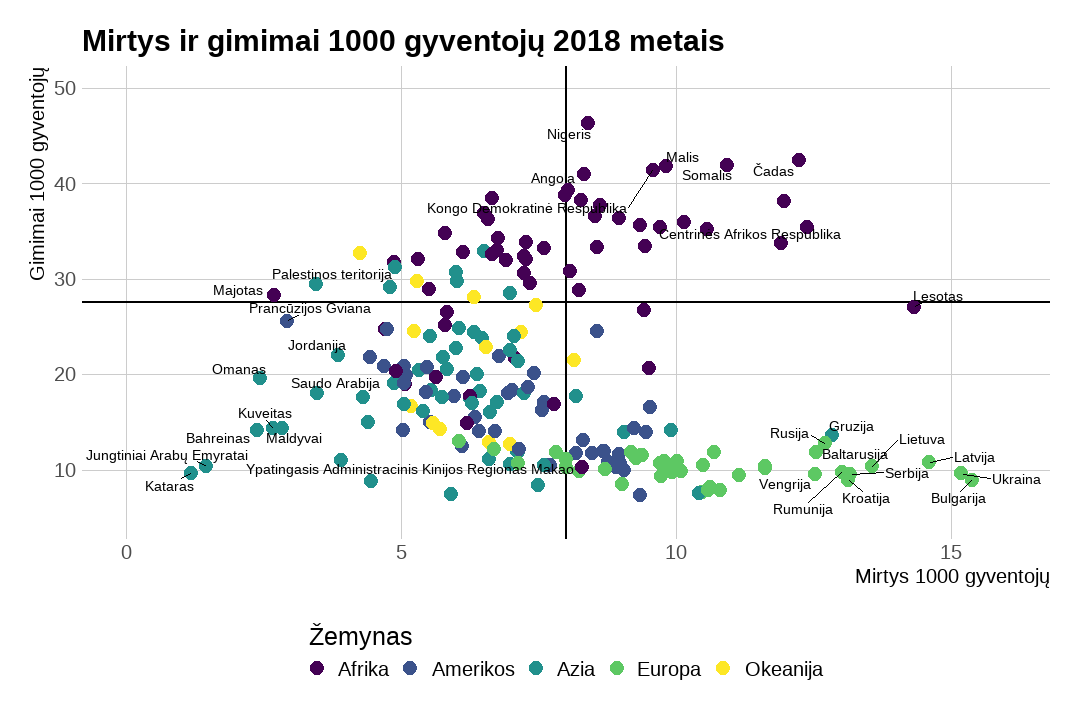 Mirtys ir gimimai 1000 gyventojų 2018 metais
Gimimai 1000 gyventojų
50
40
30
20
10
Nigeris
Malis
Somalis
Čadas
Angola
Kongo Demokratinė Respublika
Centrinės Afrikos Respublika
Palestinos teritorija
Majotas
Lesotas
Prancūzijos Gviana
Jordanija
Omanas
Saudo Arabija
Kuveitas
Bahreinas
Maldyvai
Jungtiniai Arabų Emyratai
Kataras
Ypatingasis Administracinis Kinijos Regionas Makao
Gruzija
Rusija
Lietuva
Baltarusija
Latvija
Serbija
Ukraina
Vengrija
Kroatija
Bulgarija
Rumunija
0
5
10
15
Mirtys 1000 gyventojų
Žemynas
Afrika
Amerikos
Azia
Europa
Okeanija